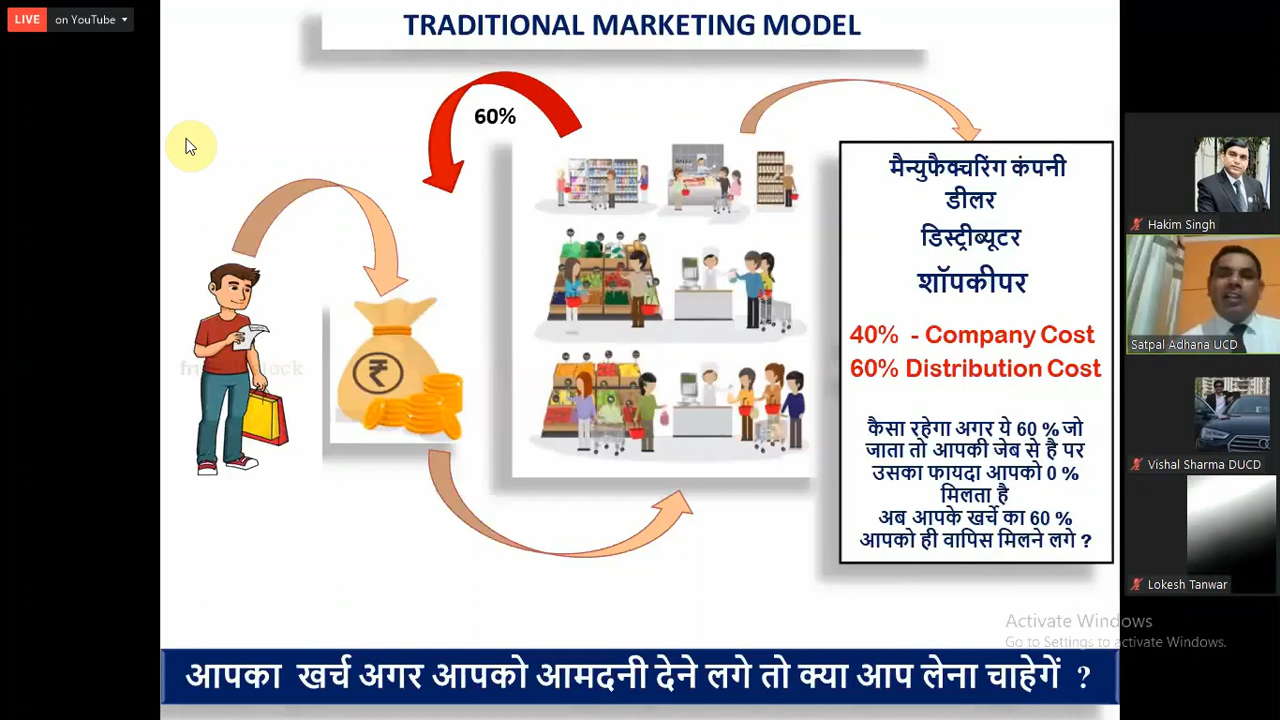 LIVE on YouTube
TRADITIONAL MARKETING MODEL
60%
मैन्युफैक्चरिंग कंपनी
डीलर
डिस्ट्रीब्यूटर
शॉपकीपर
40% - Company Cost
60% Distribution Cost
कैसा रहेगा अगर ये 60 % जो
जाता तो आपकी जेब से है पर
उसका फायदा आपको 0 %
मिलता है
अब आपके खर्चे का 60 %
आपको ही वापिस मिलने लगे ?
₹
आपका खर्च अगर आपको आमदनी देने लगे तो क्या आप लेना चाहेगें ?
Hakim Singh
Satpal Adhana UCD
Vishal Sharma DUCD
Lokesh Tanwar
Activate Windows
Go to Settings to activate Windows.